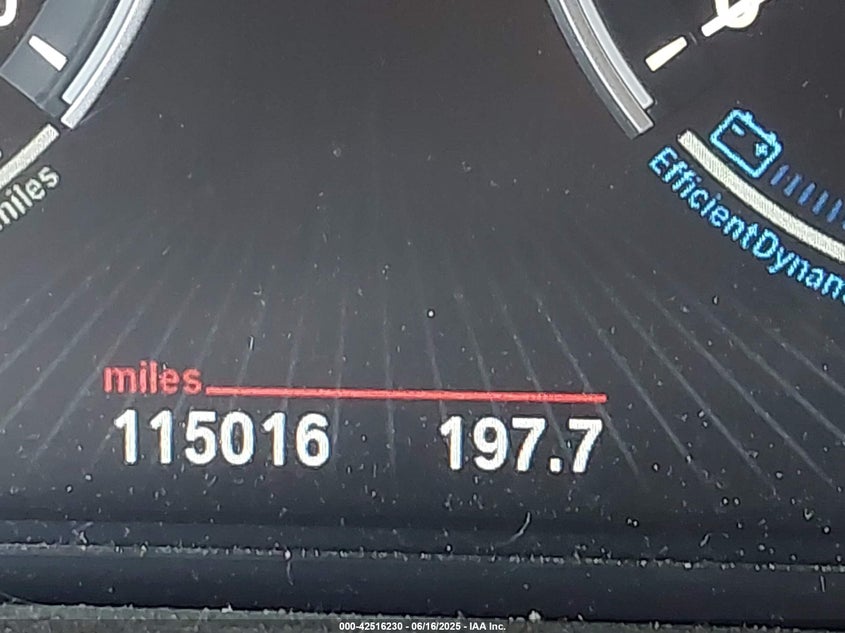 miles
EfficientDynam
miles
115016 197.7
000-42516230 - 06/16/2025 - IAA Inc.